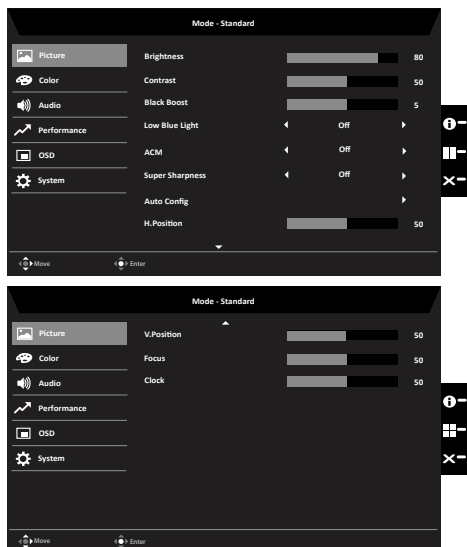 Mode - Standard
Picture
Brightness 80
Color
Contrast 50
Audio
Black Boost 5
Performance
Low Blue Light Off
OSD
ACM Off
System
Super Sharpness Off
Auto Config
H.Position 50
Move Enter
Mode - Standard
Picture
V.Position 50
Color
Focus 50
Audio
Clock 50
Performance
OSD
System
Move Enter